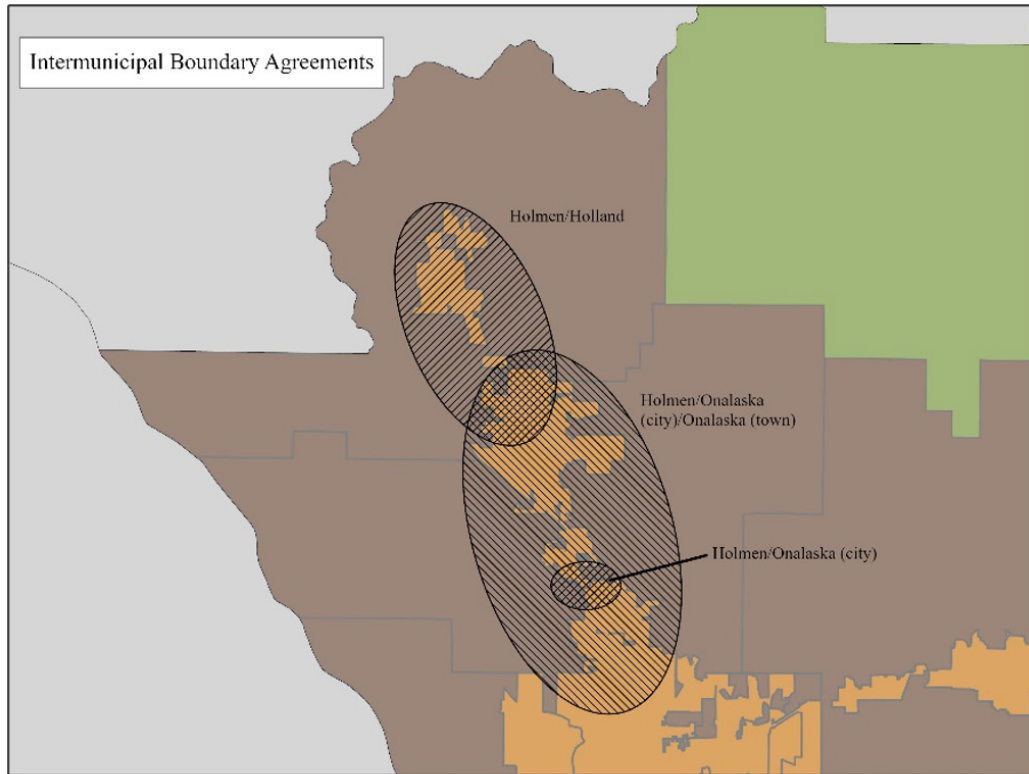 Intermunicipal Boundary Agreements
Holmen/Holland
Holmen/Onalaska
(city)/Onalaska (town)
Holmen/Onalaska (city)